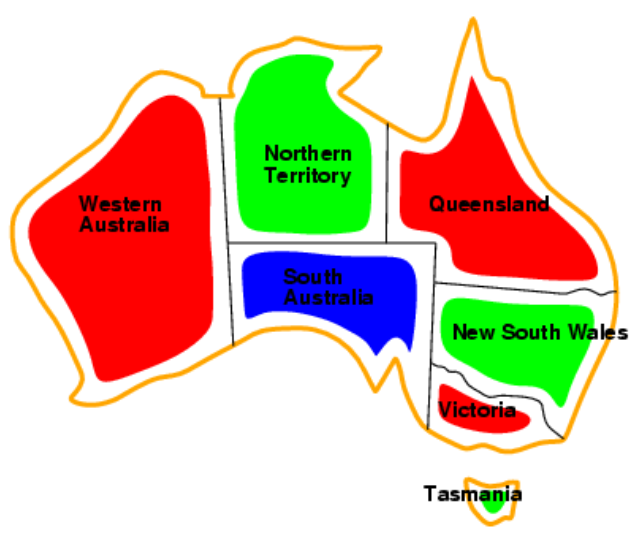 Northern
Territory
Western
Australia
Queensland
South
Australia
New South Wales
Victoria
Tasmania